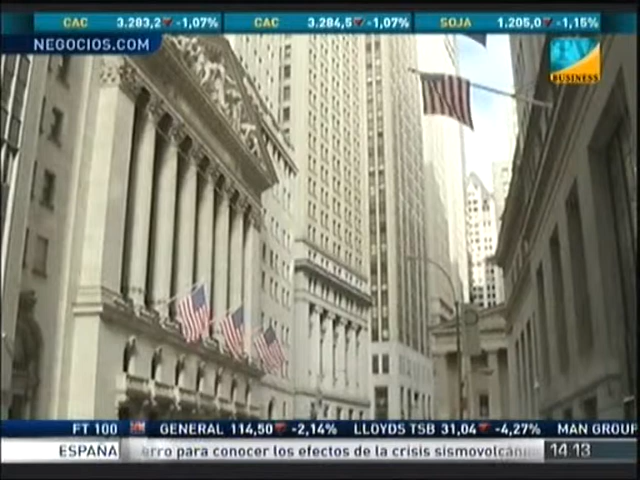 CAC 3.283,2 -1,07% CAC 3.284,5 -1,07% SOJA 1.205,0 -1,15%
NEGOCIOS.COM
BUSINESS
FT 100 GENERAL 114,50 -2,14% LLOYDS TSB 31,04 -4,27% MAN GROUP
ESPAÑA erro para conocer los efectos de la crisis sismovolcáni 14:13